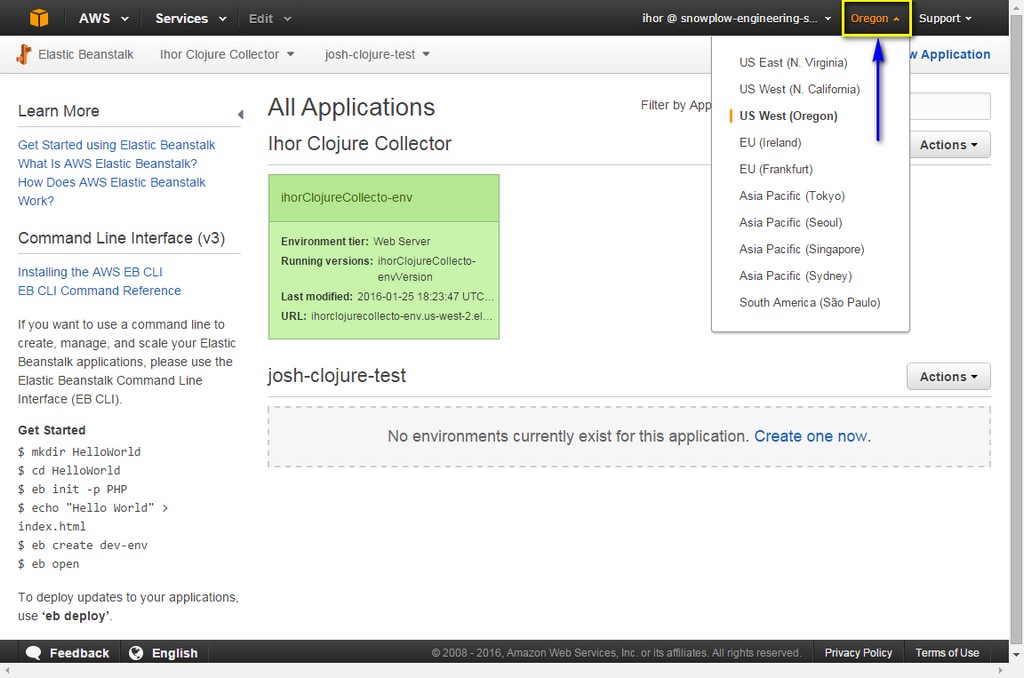 AWS Services Edit ihor @ snowplow-engineering-s... Oregon Support
Elastic Beanstalk Ihor Clojure Collector josh-clojure-test w Application
Learn More
Get Started using Elastic Beanstalk
What Is AWS Elastic Beanstalk?
How Does AWS Elastic Beanstalk
Work?
Command Line Interface (v3)
Installing the AWS EB CLI
EB CLI Command Reference
If you want to use a command line to
create, manage, and scale your Elastic
Beanstalk applications, please use the
Elastic Beanstalk Command Line
Interface (EB CLI).
Get Started
$ mkdir HelloWorld
$ cd HelloWorld
$ eb init -p PHP
$ echo "Hello World" >
index.html
$ eb create dev-env
$ eb open
To deploy updates to your applications,
use ‘eb deploy’.
All Applications
Filter by App
Ihor Clojure Collector
Actions
ihorClojureCollecto-env
Environment tier: Web Server
Running versions: ihorClojureCollecto-
envVersion
Last modified: 2016-01-25 18:23:47 UTC...
URL: ihorclojurecollecto-env.us-west-2.el...
US East (N. Virginia)
US West (N. California)
US West (Oregon)
EU (Ireland)
EU (Frankfurt)
Asia Pacific (Tokyo)
Asia Pacific (Seoul)
Asia Pacific (Singapore)
Asia Pacific (Sydney)
South America (São Paulo)
josh-clojure-test
Actions
No environments currently exist for this application. Create one now.
Feedback English © 2008 - 2016, Amazon Web Services, Inc. or its affiliates. All rights reserved. Privacy Policy Terms of Use